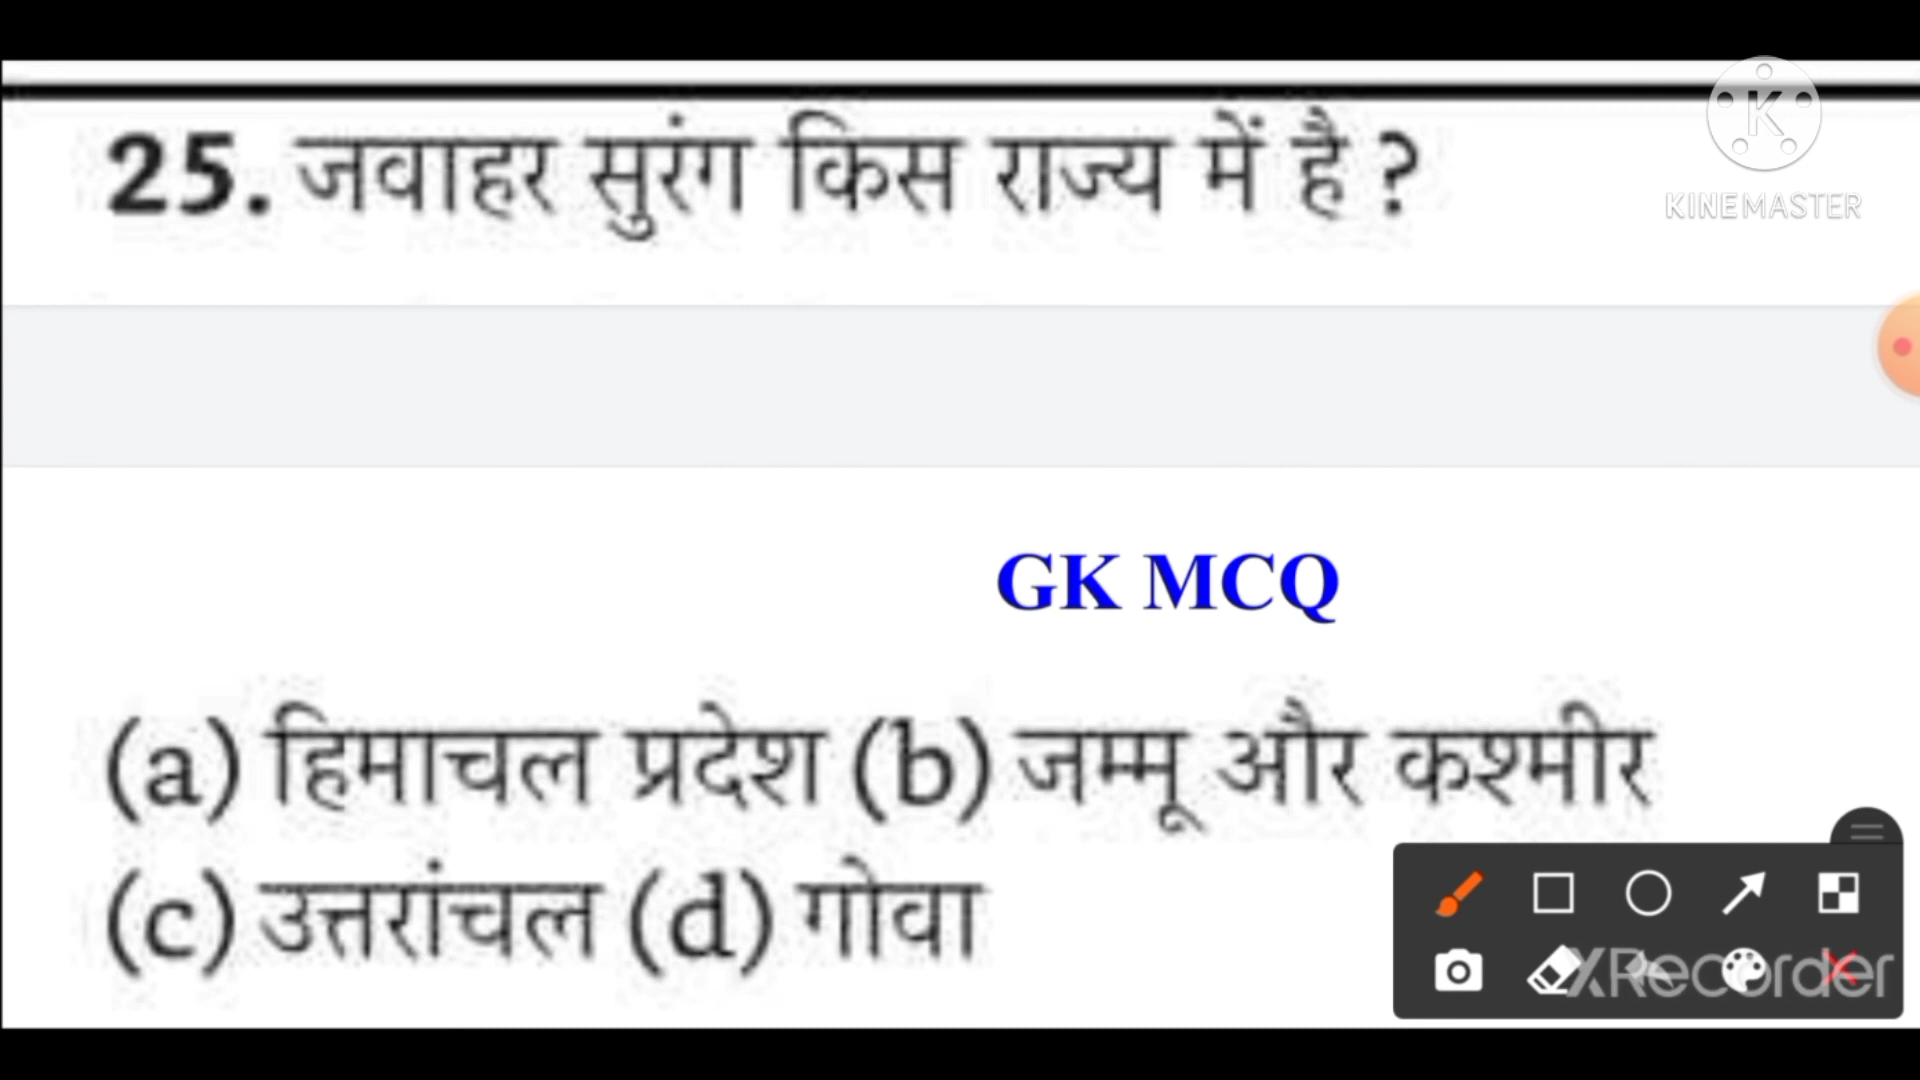 25. जवाहर सुरंग किस राज्य में है ?
K
KINEMASTER
GK MCQ
(a) हिमाचल प्रदेश (b) जम्मू और कश्मीर
(c) उत्तरांचल (d) गोवा
XRecorder